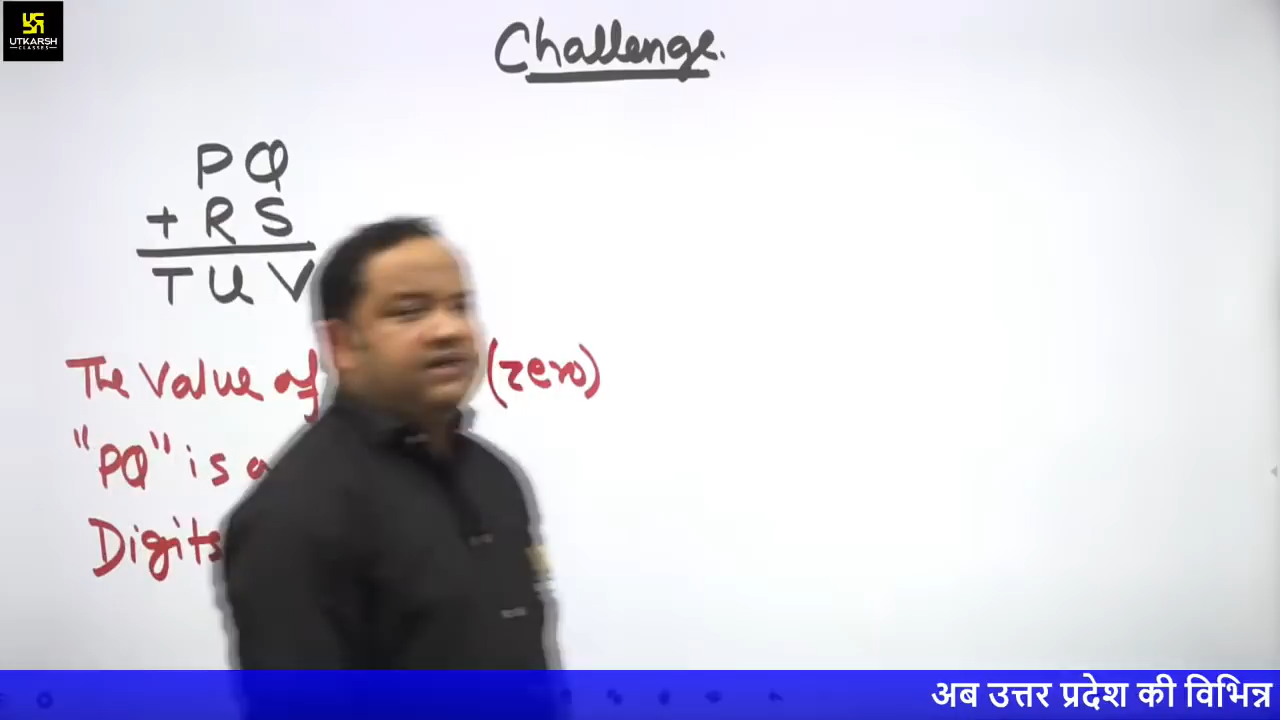 UTKARSH
CLASSES
Challenge.
PQ
+ RS
TUV
The Value of (zero)
"PQ" is
Digits
अब उत्तर प्रदेश की विभिन्न